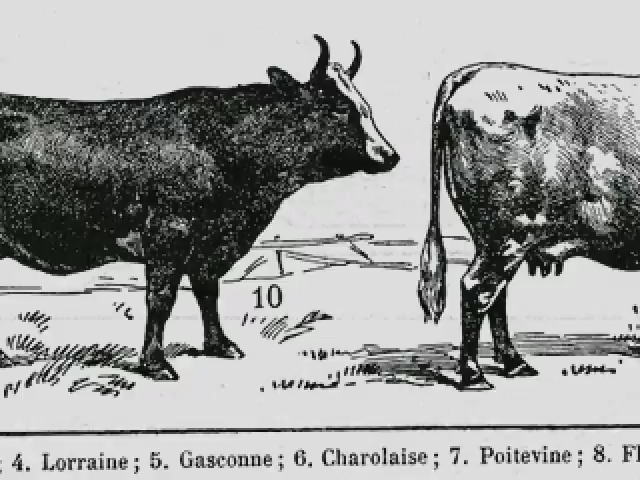 10
; 4. Lorraine ; 5. Gasconne ; 6. Charolaise ; 7. Poitevine ; 8.